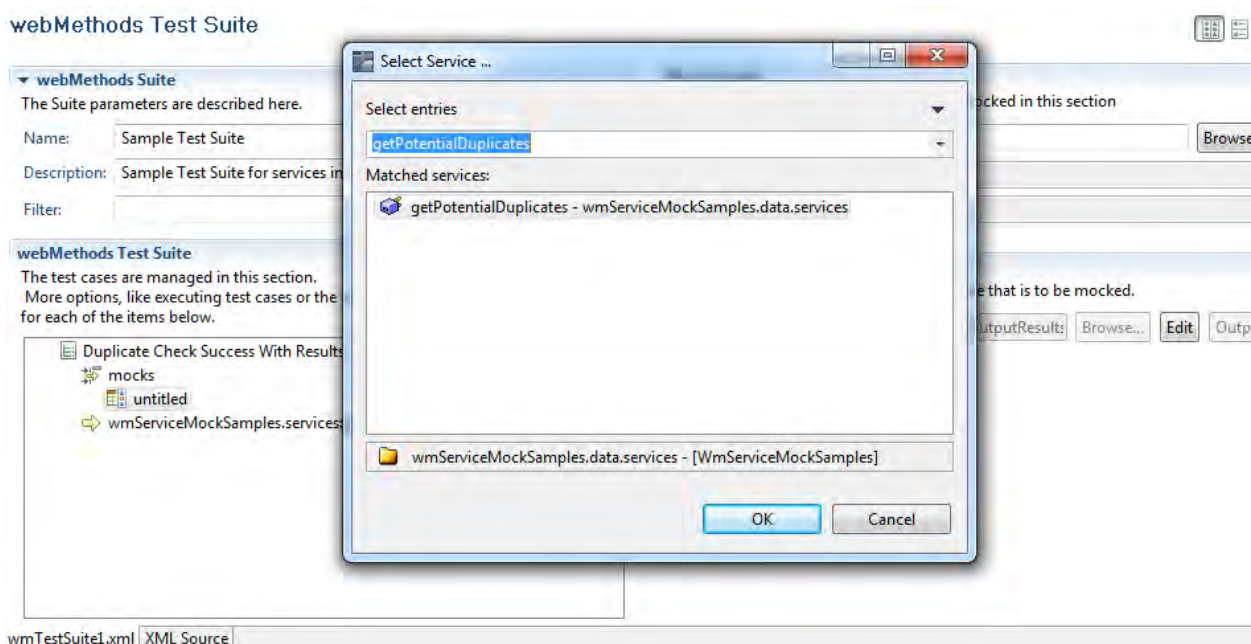 webMethods Test Suite
Select Service ...
webMethods Suite
The Suite parameters are described here.
Select entries
ocked in this section
Name: Sample Test Suite
getPotentialDuplicates
Browse
Description: Sample Test Suite for services in
Matched services:
Filter:
getPotentialDuplicates - wmServiceMockSamples.data.services
webMethods Test Suite
The test cases are managed in this section.
More options, like executing test cases or the
for each of the items below.
e that is to be mocked.
utputResults Browse... Edit Outp
Duplicate Check Success With Results
mocks
untitled
wmServiceMockSamples.services:
wmServiceMockSamples.data.services - [WmServiceMockSamples]
OK Cancel
wmTestSuite1.xml XML Source